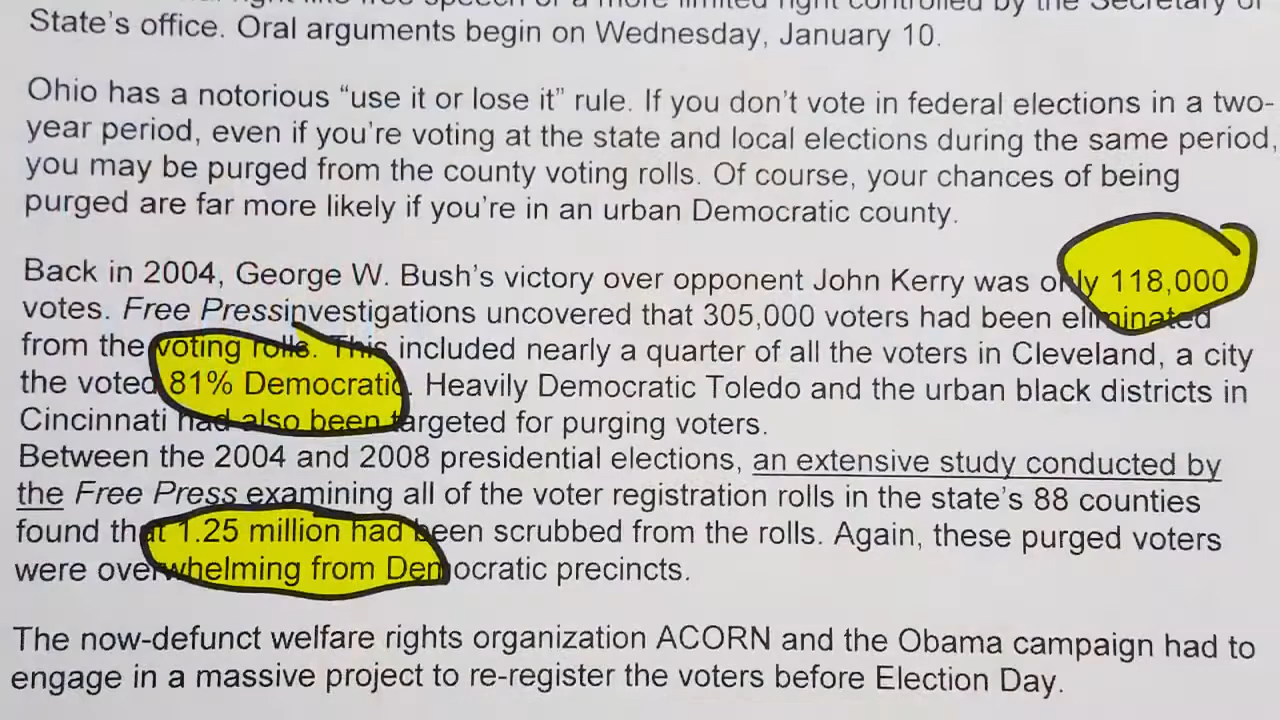 controlled by the Secretary of
State's office. Oral arguments begin on Wednesday, January 10.
Ohio has a notorious “use it or lose it” rule. If you don’t vote in federal elections in a two-
year period, even if you’re voting at the state and local elections during the same period,
you may be purged from the county voting rolls. Of course, your chances of being
purged are far more likely if you’re in an urban Democratic county.
Back in 2004, George W. Bush’s victory over opponent John Kerry was only 118,000
votes. Free Pressinvestigations uncovered that 305,000 voters had been eliminated
from the voting rolls. This included nearly a quarter of all the voters in Cleveland, a city
the voted 81% Democratic. Heavily Democratic Toledo and the urban black districts in
Cincinnati had also been targeted for purging voters.
Between the 2004 and 2008 presidential elections, an extensive study conducted by
the Free Press examining all of the voter registration rolls in the state’s 88 counties
found that 1.25 million had been scrubbed from the rolls. Again, these purged voters
were overwhelming from Democratic precincts.
The now-defunct welfare rights organization ACORN and the Obama campaign had to
engage in a massive project to re-register the voters before Election Day.